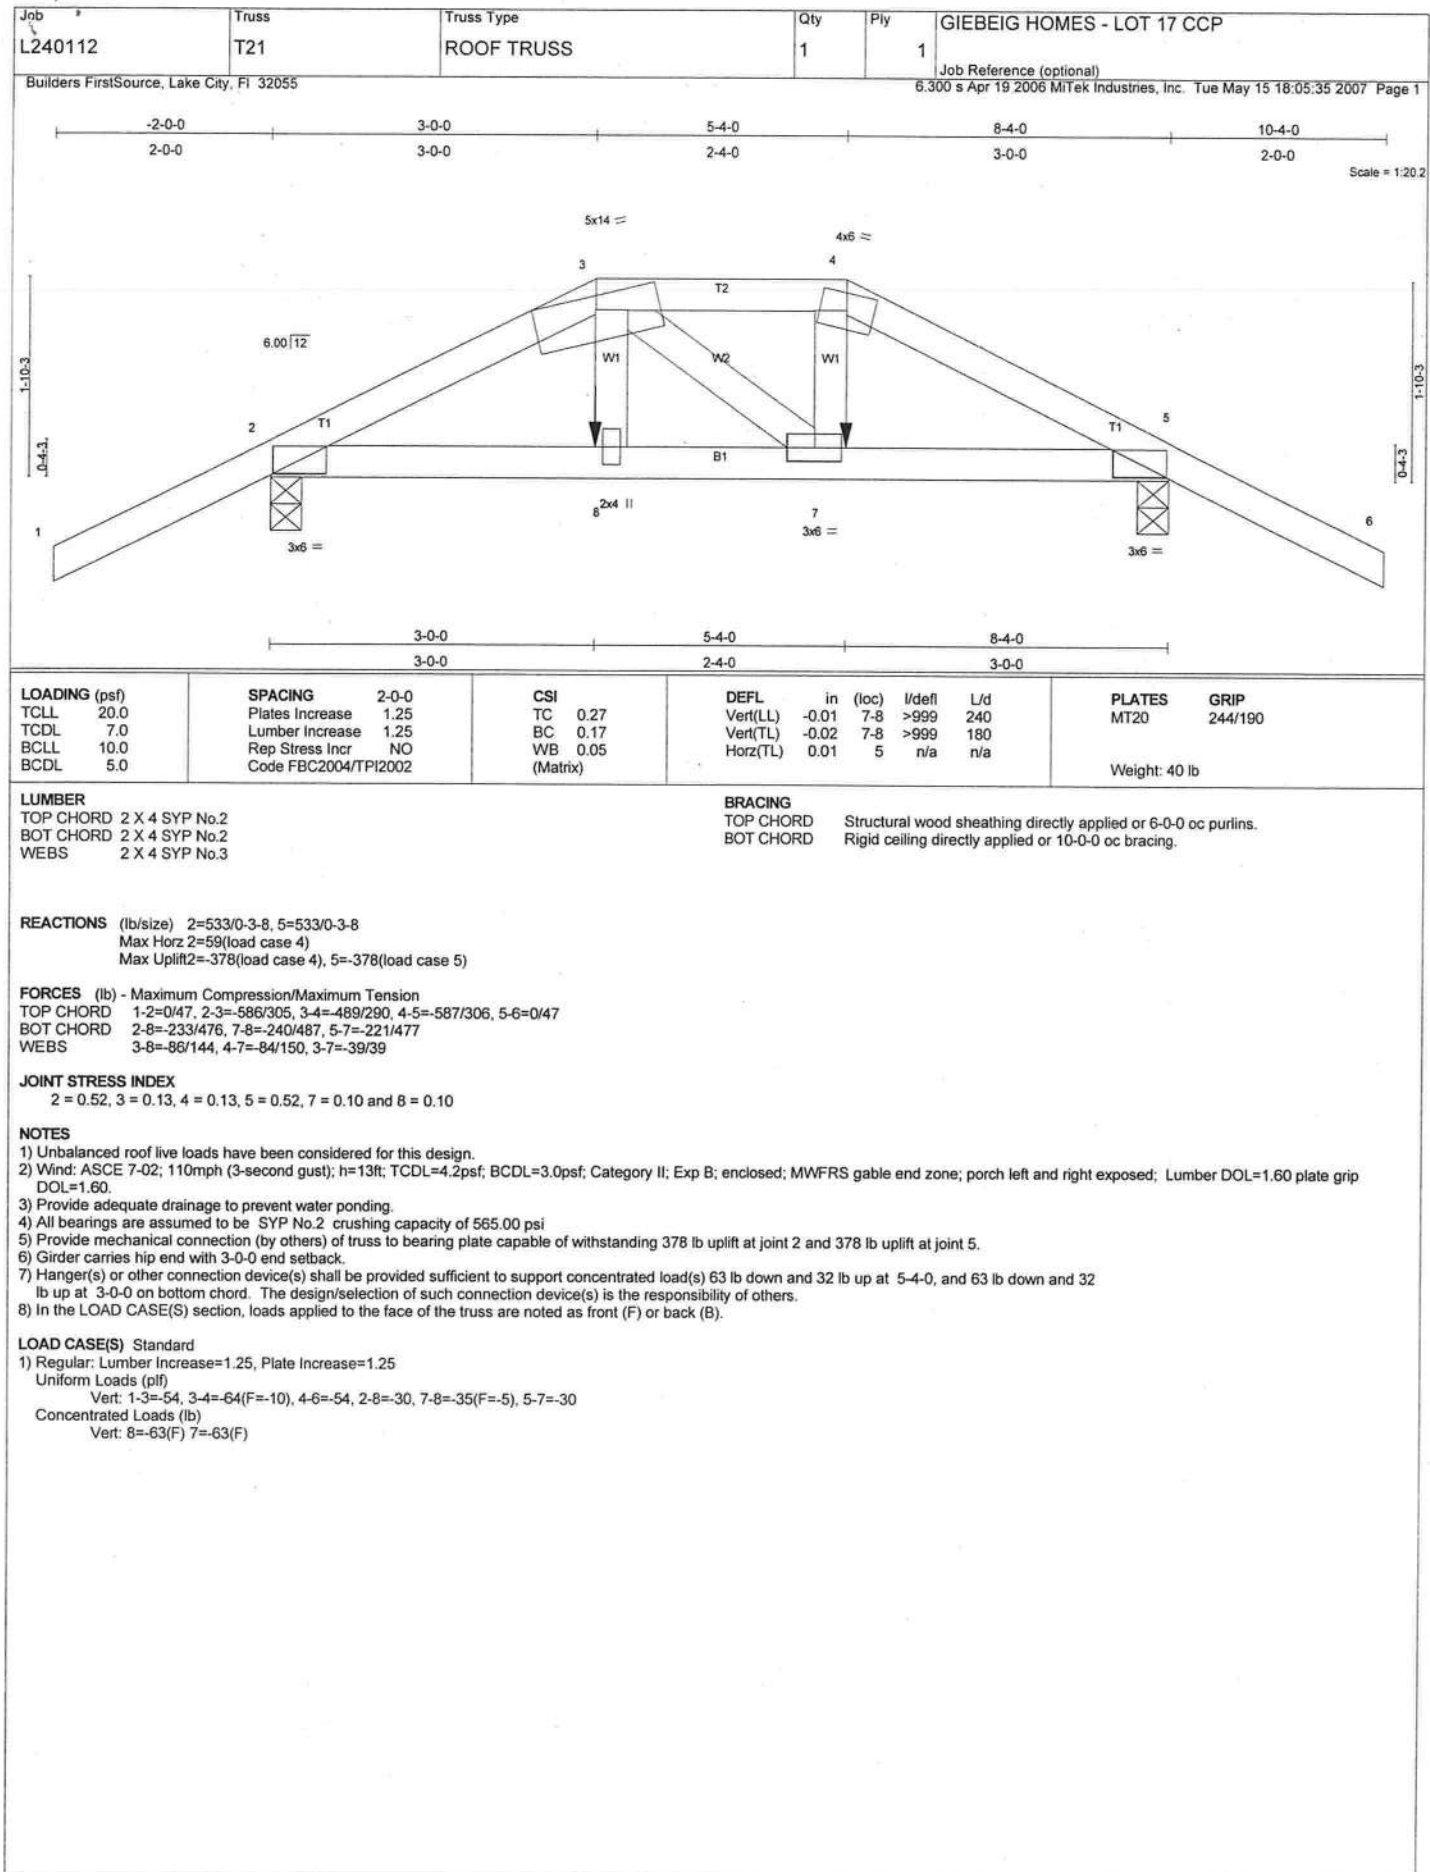 Job Truss Truss Type Qty Ply GIEBEIG HOMES - LOT 17 CCP
L240112 T21 ROOF TRUSS 1 1
Job Reference (optional)
Builders FirstSource, Lake City, Fl 32055 6.300 s Apr 19 2006 MiTek Industries, Inc. Tue May 15 18:05:35 2007 Page 1
-2-0-0 3-0-0 5-4-0 8-4-0 10-4-0
2-0-0 3-0-0 2-4-0 3-0-0 2-0-0
Scale = 1:20.2
5x14 =
4x6 =
3 4
T2
6.00 12
W1 W2 W1
1-10-3 1-10-3
2 T1 T1 5
0-4-3 0-4-3
B1
1 8 2x4 || 7 6
3x6 = 3x6 = 3x6 =
3-0-0 5-4-0 8-4-0
3-0-0 2-4-0 3-0-0
LOADING (psf) SPACING 2-0-0 CSI DEFL in (loc) l/defl L/d PLATES GRIP
TCLL 20.0 Plates Increase 1.25 TC 0.27 Vert(LL) -0.01 7-8 >999 240 MT20 244/190
TCDL 7.0 Lumber Increase 1.25 BC 0.17 Vert(TL) -0.02 7-8 >999 180
BCLL 10.0 Rep Stress Incr NO WB 0.05 Horz(TL) 0.01 5 n/a n/a
BCDL 5.0 Code FBC2004/TPI2002 (Matrix) Weight: 40 lb
LUMBER BRACING
TOP CHORD 2 X 4 SYP No.2 TOP CHORD Structural wood sheathing directly applied or 6-0-0 oc purlins.
BOT CHORD 2 X 4 SYP No.2 BOT CHORD Rigid ceiling directly applied or 10-0-0 oc bracing.
WEBS 2 X 4 SYP No.3
REACTIONS (lb/size) 2=533/0-3-8, 5=533/0-3-8
Max Horz 2=59(load case 4)
Max Uplift2=-378(load case 4), 5=-378(load case 5)
FORCES (lb) - Maximum Compression/Maximum Tension
TOP CHORD 1-2=0/47, 2-3=-586/305, 3-4=-489/290, 4-5=-587/306, 5-6=0/47
BOT CHORD 2-8=-233/476, 7-8=-240/487, 5-7=-221/477
WEBS 3-8=-86/144, 4-7=-84/150, 3-7=-39/39
JOINT STRESS INDEX
2 = 0.52, 3 = 0.13, 4 = 0.13, 5 = 0.52, 7 = 0.10 and 8 = 0.10
NOTES
1) Unbalanced roof live loads have been considered for this design.
2) Wind: ASCE 7-02; 110mph (3-second gust); h=13ft; TCDL=4.2psf; BCDL=3.0psf; Category II; Exp B; enclosed; MWFRS gable end zone; porch left and right exposed; Lumber DOL=1.60 plate grip
DOL=1.60.
3) Provide adequate drainage to prevent water ponding.
4) All bearings are assumed to be SYP No.2 crushing capacity of 565.00 psi
5) Provide mechanical connection (by others) of truss to bearing plate capable of withstanding 378 lb uplift at joint 2 and 378 lb uplift at joint 5.
6) Girder carries hip end with 3-0-0 end setback.
7) Hanger(s) or other connection device(s) shall be provided sufficient to support concentrated load(s) 63 lb down and 32 lb up at 5-4-0, and 63 lb down and 32
lb up at 3-0-0 on bottom chord. The design/selection of such connection device(s) is the responsibility of others.
8) In the LOAD CASE(S) section, loads applied to the face of the truss are noted as front (F) or back (B).
LOAD CASE(S) Standard
1) Regular: Lumber Increase=1.25, Plate Increase=1.25
Uniform Loads (plf)
Vert: 1-3=-54, 3-4=-64(F=-10), 4-6=-54, 2-8=-30, 7-8=-35(F=-5), 5-7=-30
Concentrated Loads (lb)
Vert: 8=-63(F) 7=-63(F)